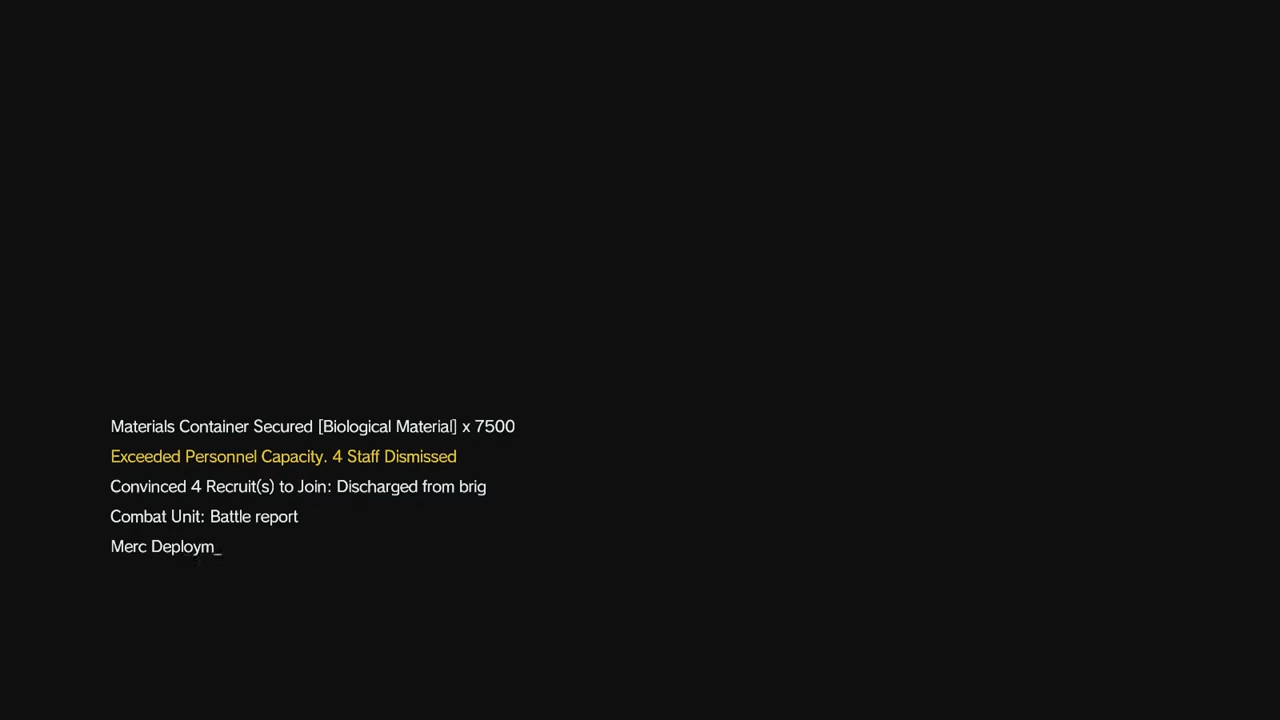 Materials Container Secured [Biological Material] x 7500
Exceeded Personnel Capacity. 4 Staff Dismissed
Convinced 4 Recruit(s) to Join: Discharged from brig
Combat Unit: Battle report
Merc Deploym_